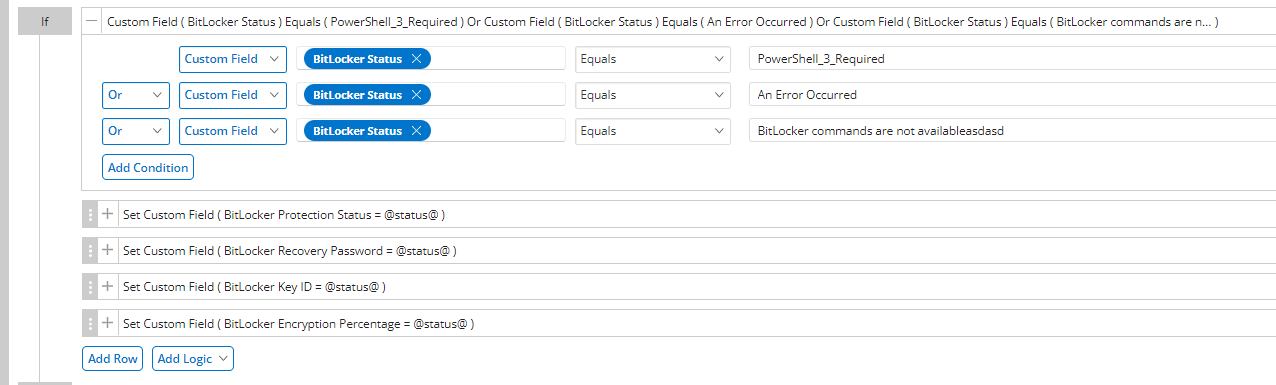 If
Custom Field ( BitLocker Status ) Equals ( PowerShell_3_Required ) Or Custom Field ( BitLocker Status ) Equals ( An Error Occurred ) Or Custom Field ( BitLocker Status ) Equals ( BitLocker commands are n... )
Custom Field BitLocker Status Equals PowerShell_3_Required
Or Custom Field BitLocker Status Equals An Error Occurred
Or Custom Field BitLocker Status Equals BitLocker commands are not availableasdasd
Add Condition
Set Custom Field ( BitLocker Protection Status = @status@ )
Set Custom Field ( BitLocker Recovery Password = @status@ )
Set Custom Field ( BitLocker Key ID = @status@ )
Set Custom Field ( BitLocker Encryption Percentage = @status@ )
Add Row Add Logic